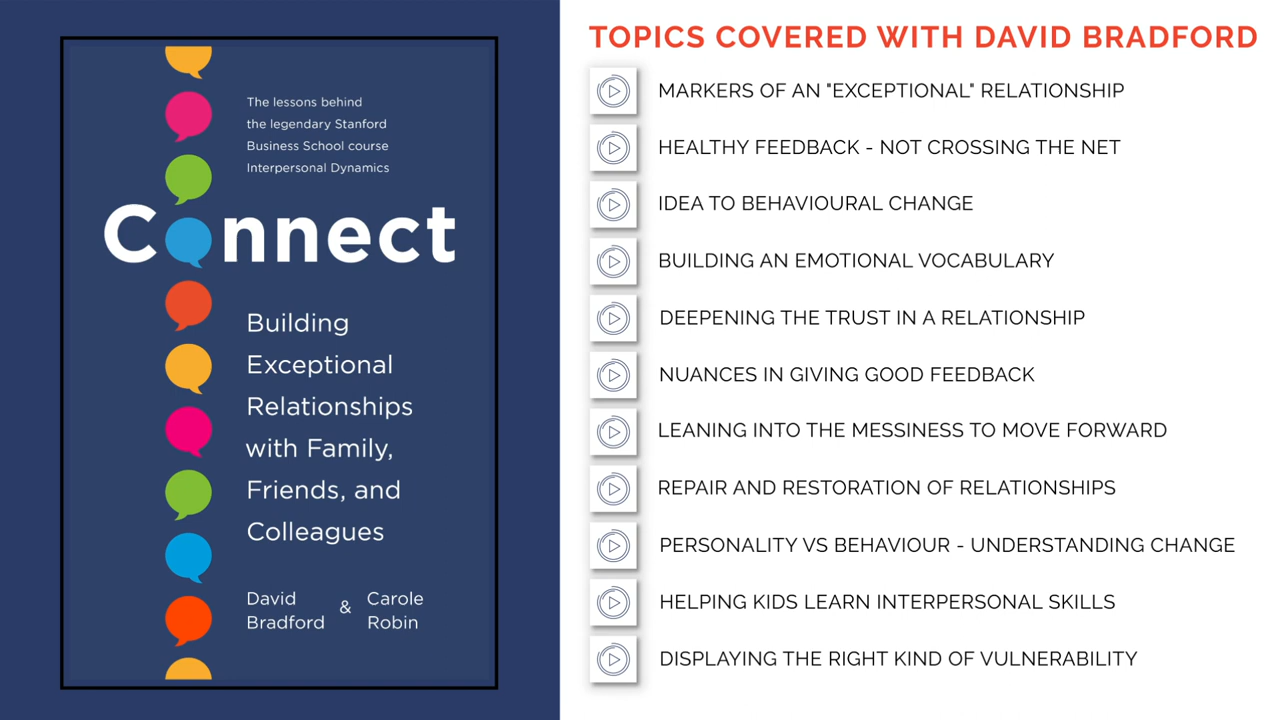 The lessons behind
the legendary Stanford
Business School course
Interpersonal Dynamics
Connect
Building
Exceptional
Relationships
with Family,
Friends, and
Colleagues
David
Bradford
&
Carole
Robin
TOPICS COVERED WITH DAVID BRADFORD
MARKERS OF AN "EXCEPTIONAL" RELATIONSHIP
HEALTHY FEEDBACK - NOT CROSSING THE NET
IDEA TO BEHAVIOURAL CHANGE
BUILDING AN EMOTIONAL VOCABULARY
DEEPENING THE TRUST IN A RELATIONSHIP
NUANCES IN GIVING GOOD FEEDBACK
LEANING INTO THE MESSINESS TO MOVE FORWARD
REPAIR AND RESTORATION OF RELATIONSHIPS
PERSONALITY VS BEHAVIOUR - UNDERSTANDING CHANGE
HELPING KIDS LEARN INTERPERSONAL SKILLS
DISPLAYING THE RIGHT KIND OF VULNERABILITY